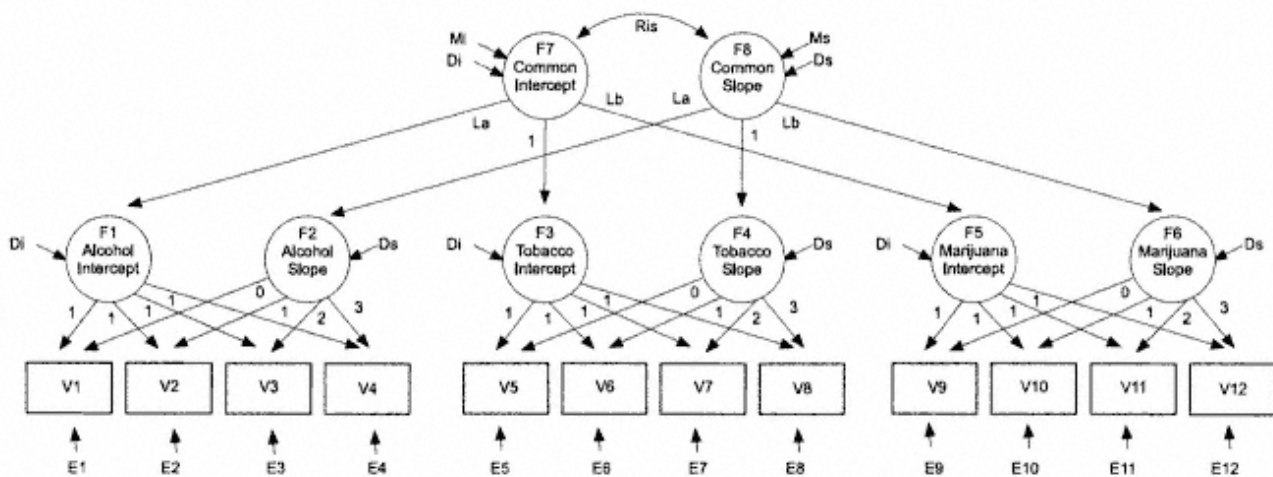 Ris
Mi
F7
Common
Intercept
Di
F8
Common
Slope
Ms
Ds
La
Lb
La
Lb
1
1
Di
F1
Alcohol
Intercept
F2
Alcohol
Slope
Ds
Di
F3
Tobacco
Intercept
F4
Tobacco
Slope
Ds
Di
F5
Marijuana
Intercept
F6
Marijuana
Slope
Ds
1 1 1 1 0 1 2 3
1 1 1 1 0 1 2 3
1 1 1 1 0 1 2 3
V1 V2 V3 V4 V5 V6 V7 V8 V9 V10 V11 V12
E1 E2 E3 E4 E5 E6 E7 E8 E9 E10 E11 E12